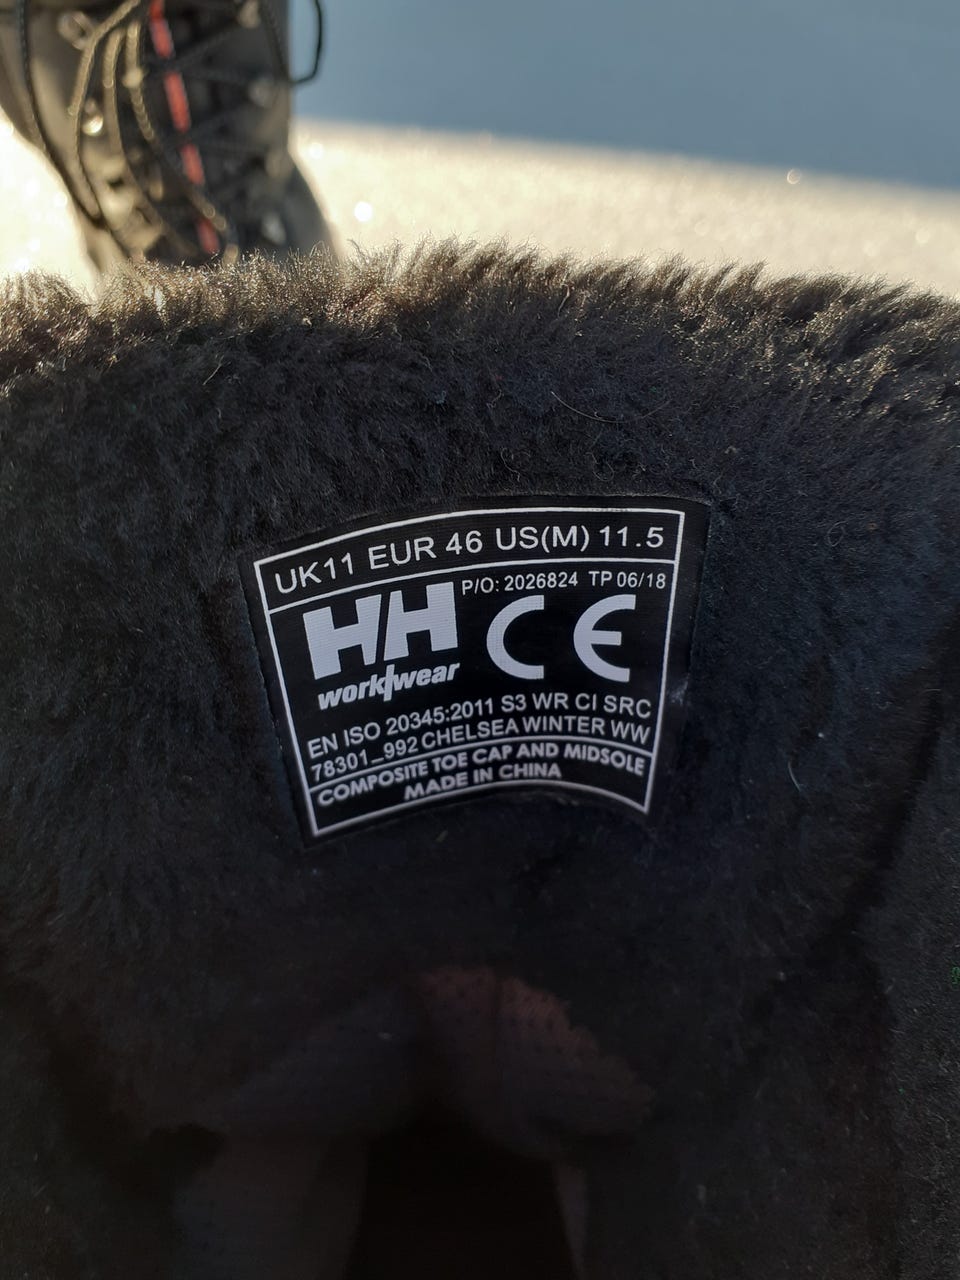 UK11 EUR 46 US(M) 11.5
P/O: 2026824 TP 06/18
HH CE
workwear
EN ISO 20345:2011 S3 WR CI SRC
78301_992 CHELSEA WINTER WW
COMPOSITE TOE CAP AND MIDSOLE
MADE IN CHINA